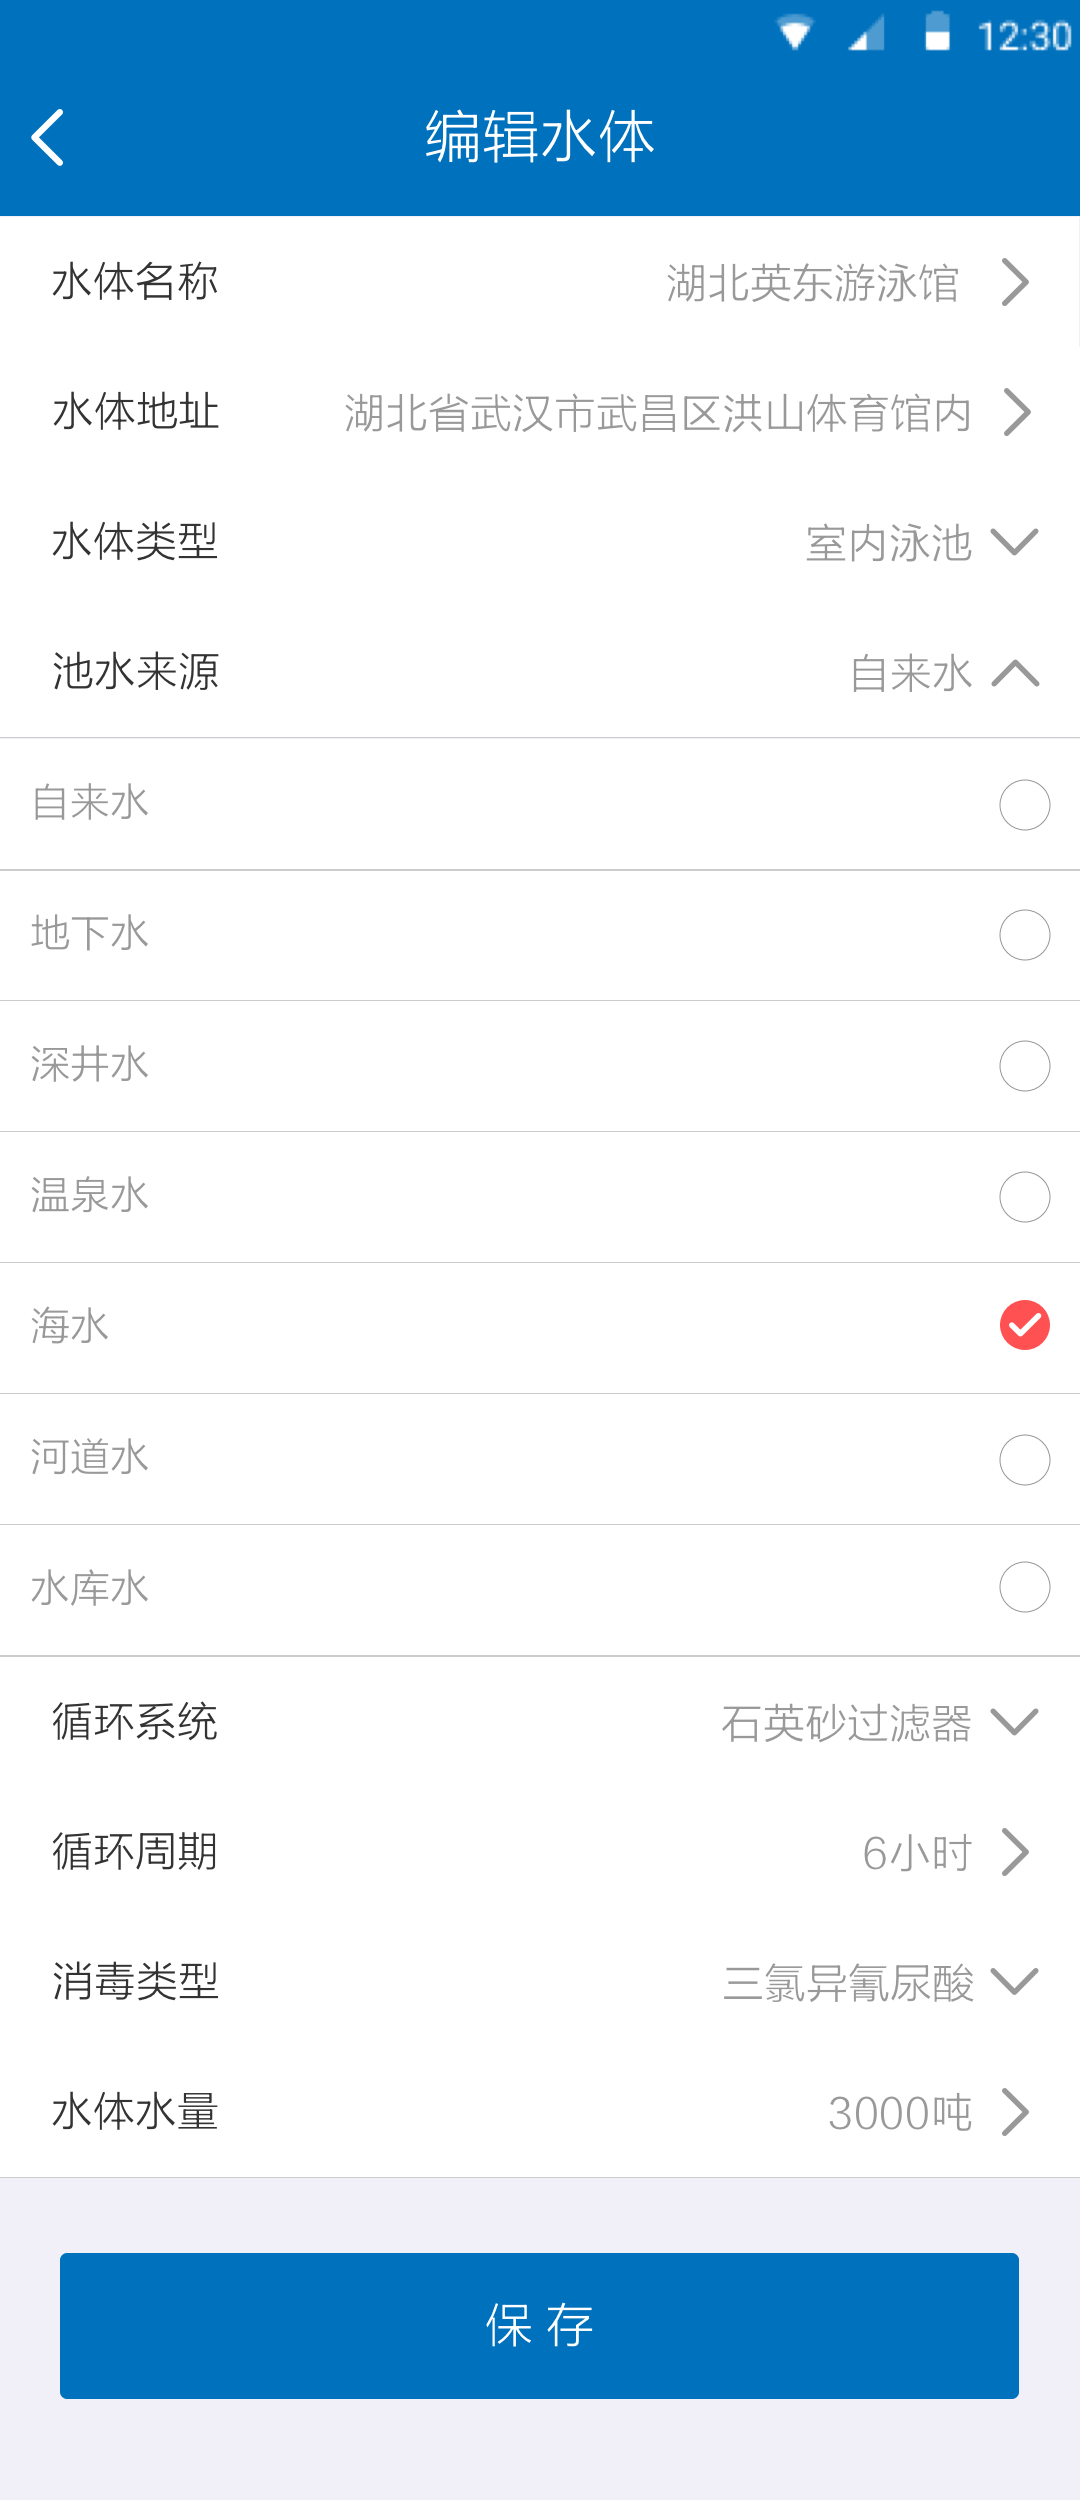 12:30
编辑水体
水体名称 湖北英东游泳馆
水体地址 湖北省武汉市武昌区洪山体育馆内
水体类型 室内泳池
池水来源 自来水
自来水
地下水
深井水
温泉水
海水
河道水
水库水
循环系统 石英砂过滤器
循环周期 6小时
消毒类型 三氯异氰尿酸
水体水量 3000吨
保存